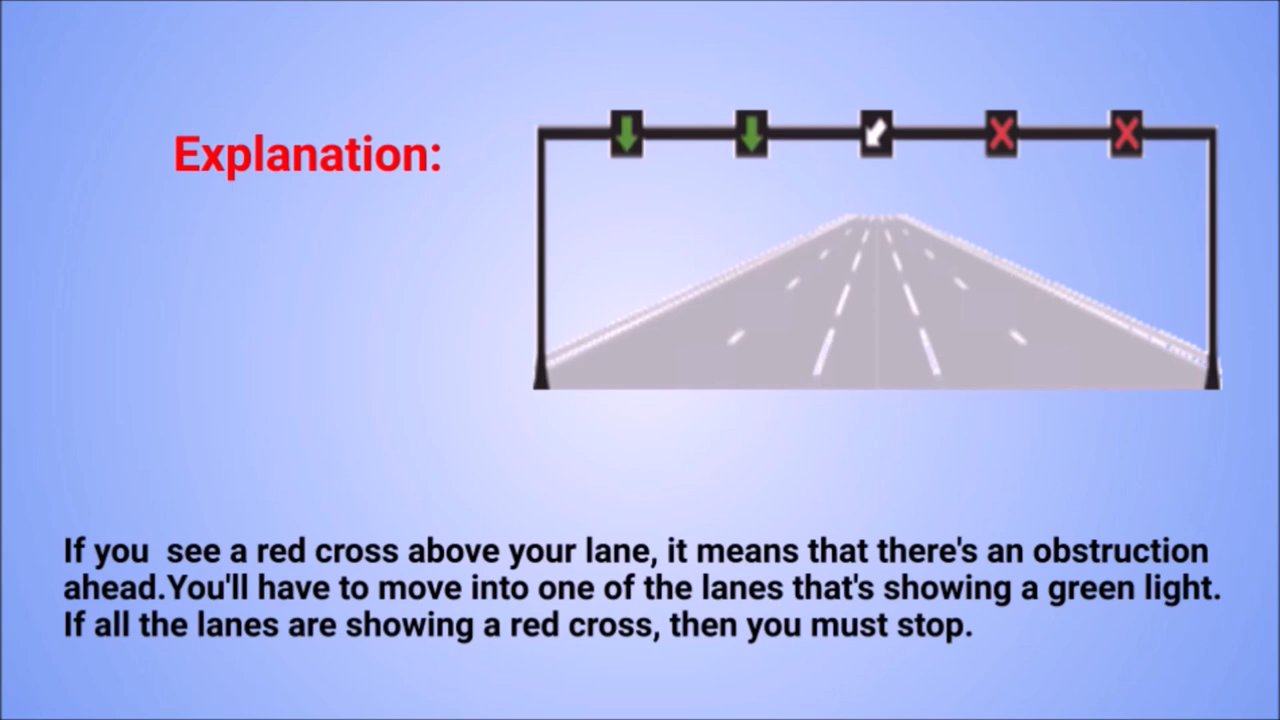 Explanation:
If you  see a red cross above your lane, it means that there's an obstruction
ahead.You'll have to move into one of the lanes that's showing a green light.
If all the lanes are showing a red cross, then you must stop.